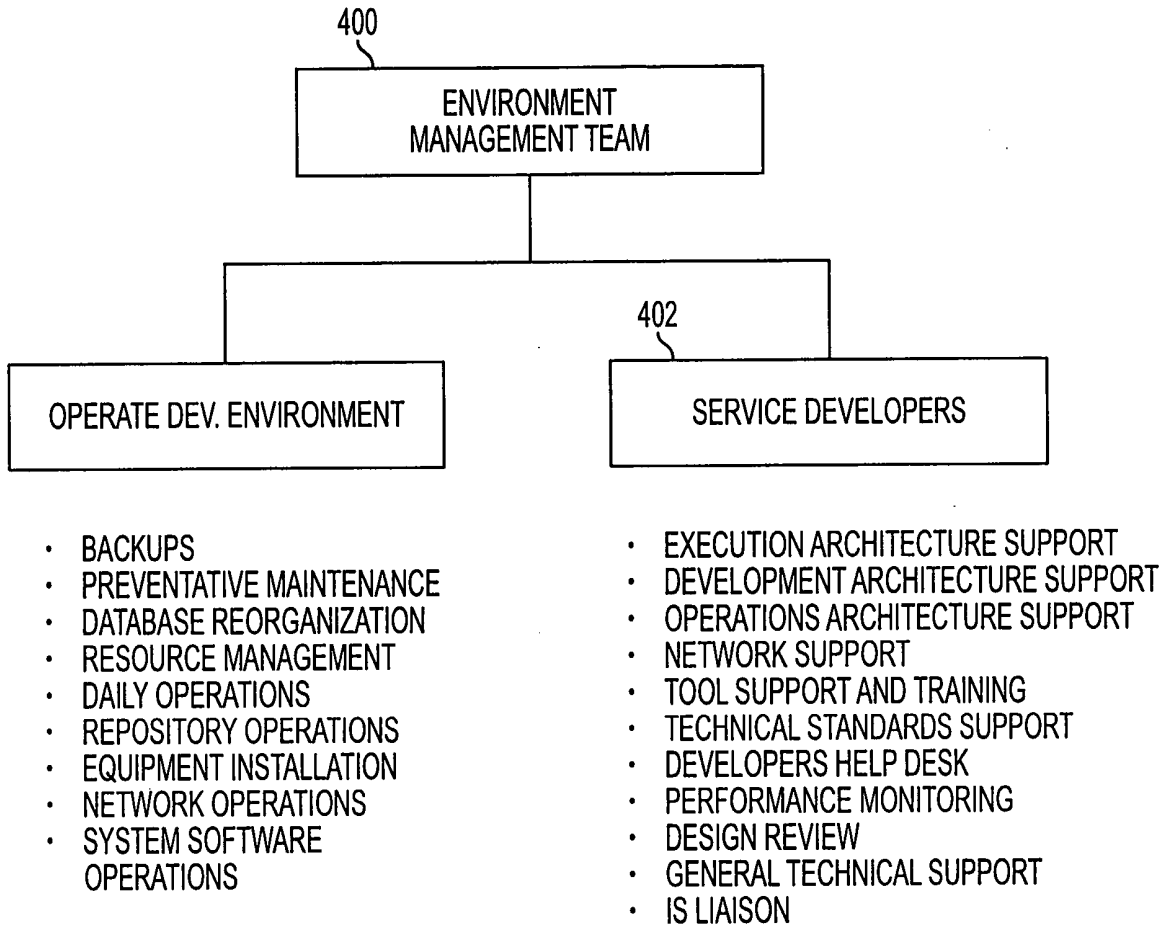 400
ENVIRONMENT
MANAGEMENT TEAM
402
OPERATE DEV. ENVIRONMENT
SERVICE DEVELOPERS
· BACKUPS
· PREVENTATIVE MAINTENANCE
· DATABASE REORGANIZATION
· RESOURCE MANAGEMENT
· DAILY OPERATIONS
· REPOSITORY OPERATIONS
· EQUIPMENT INSTALLATION
· NETWORK OPERATIONS
· SYSTEM SOFTWARE
OPERATIONS
· EXECUTION ARCHITECTURE SUPPORT
· DEVELOPMENT ARCHITECTURE SUPPORT
· OPERATIONS ARCHITECTURE SUPPORT
· NETWORK SUPPORT
· TOOL SUPPORT AND TRAINING
· TECHNICAL STANDARDS SUPPORT
· DEVELOPERS HELP DESK
· PERFORMANCE MONITORING
· DESIGN REVIEW
· GENERAL TECHNICAL SUPPORT
· IS LIAISON